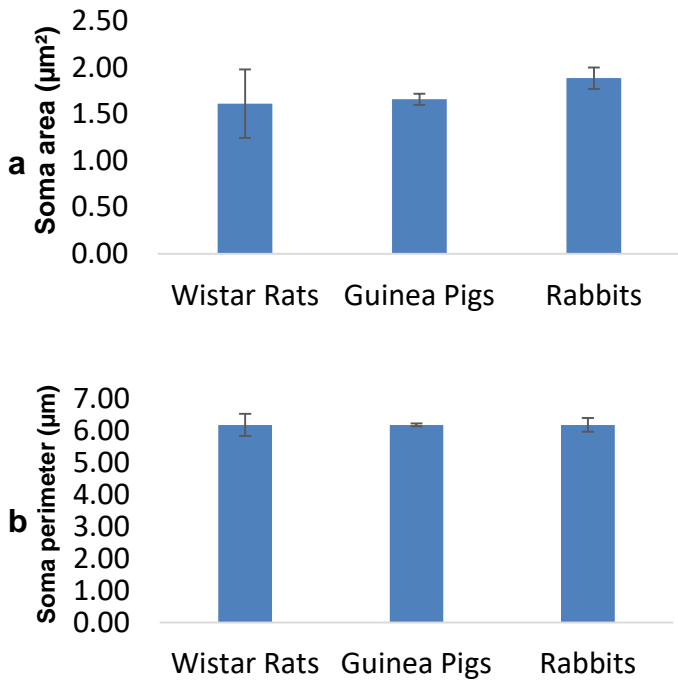 a
Soma area (µm²)
2.50
2.00
1.50
1.00
0.50
0.00
Wistar Rats Guinea Pigs Rabbits
b
Soma perimeter (µm)
7.00
6.00
5.00
4.00
3.00
2.00
1.00
0.00
Wistar Rats Guinea Pigs Rabbits